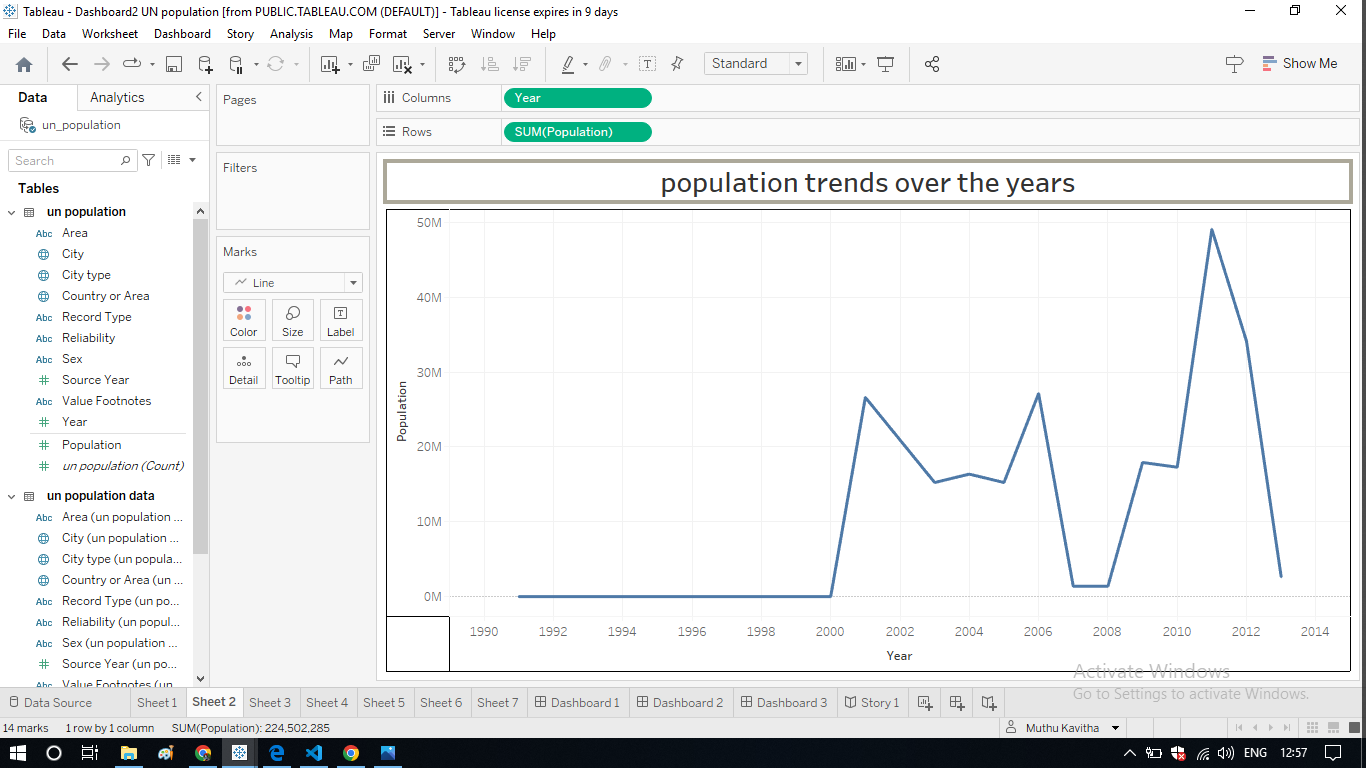 Tableau - Dashboard2 UN population [from PUBLIC.TABLEAU.COM (DEFAULT)] - Tableau license expires in 9 days
File Data Worksheet Dashboard Story Analysis Map Format Server Window Help
Standard Show Me
Data Analytics
un_population
Search
Tables
un population
Abc Area
City
City type
Country or Area
Abc Record Type
Abc Reliability
Abc Sex
Source Year
Abc Value Footnotes
Year
Population
un population (Count)
un population data
Abc Area (un population ...
City (un population ...
City type (un popula...
Country or Area (un ...
Abc Record Type (un po...
Abc Reliability (un popul...
Abc Sex (un population ...
Source Year (un po...
Abc Value Footnotes (un
Pages
Filters
Marks
Line
Color Size Label
Detail Tooltip Path
Columns Year
Rows SUM(Population)
population trends over the years
50M
40M
30M
20M
10M
0M
Population
1990 1992 1994 1996 1998 2000 2002 2004 2006 2008 2010 2012 2014
Year
Activate Windows
Go to Settings to activate Windows.
Data Source Sheet 1 Sheet 2 Sheet 3 Sheet 4 Sheet 5 Sheet 6 Sheet 7 Dashboard 1 Dashboard 2 Dashboard 3 Story 1
14 marks 1 row by 1 column SUM(Population): 224,502,285 Muthu Kavitha
ENG 12:57